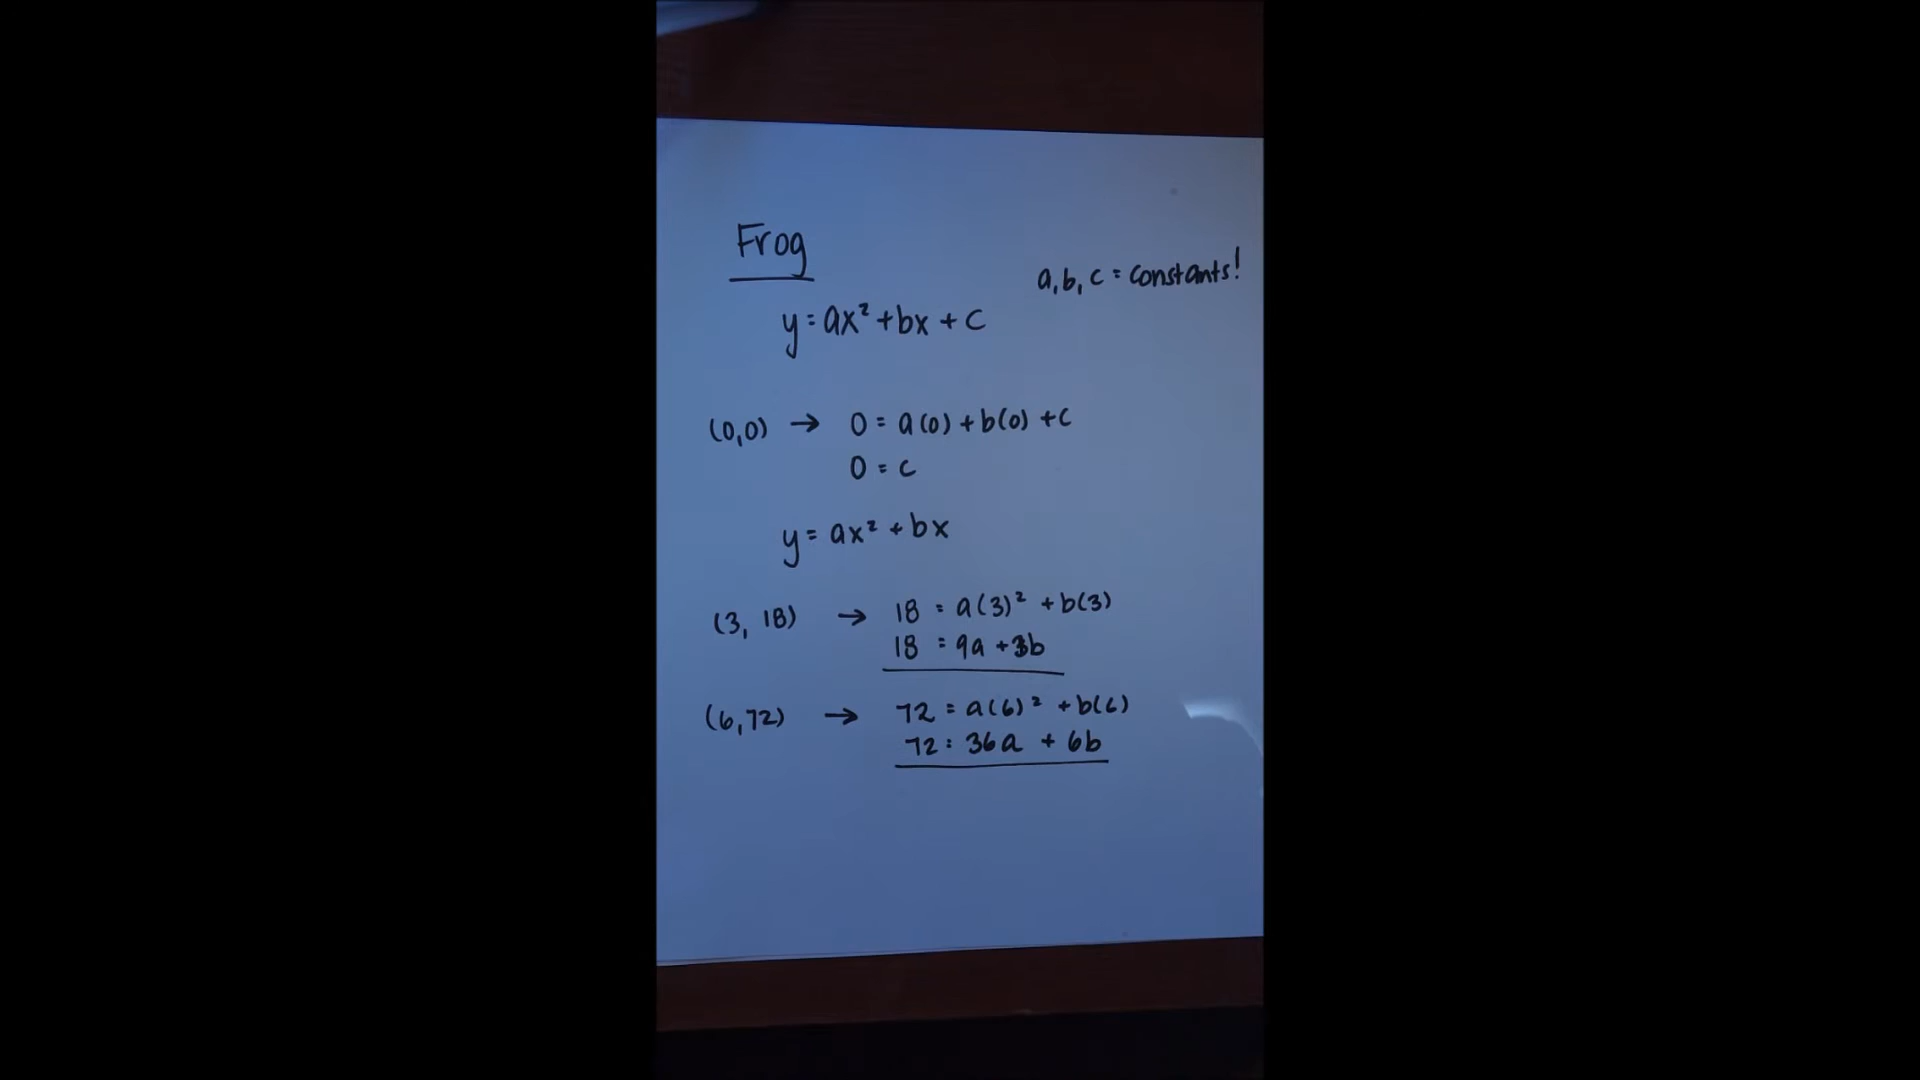 Frog
a, b, c = constants!
y = ax² + bx + c
(0,0) → 0 = a(0) + b(0) + c
0 = c
y = ax² + bx
(3, 18) → 18 = a(3)² + b(3)
18 = 9a + 3b
(6,72) → 72 = a(6)² + b(6)
72 = 36a + 6b